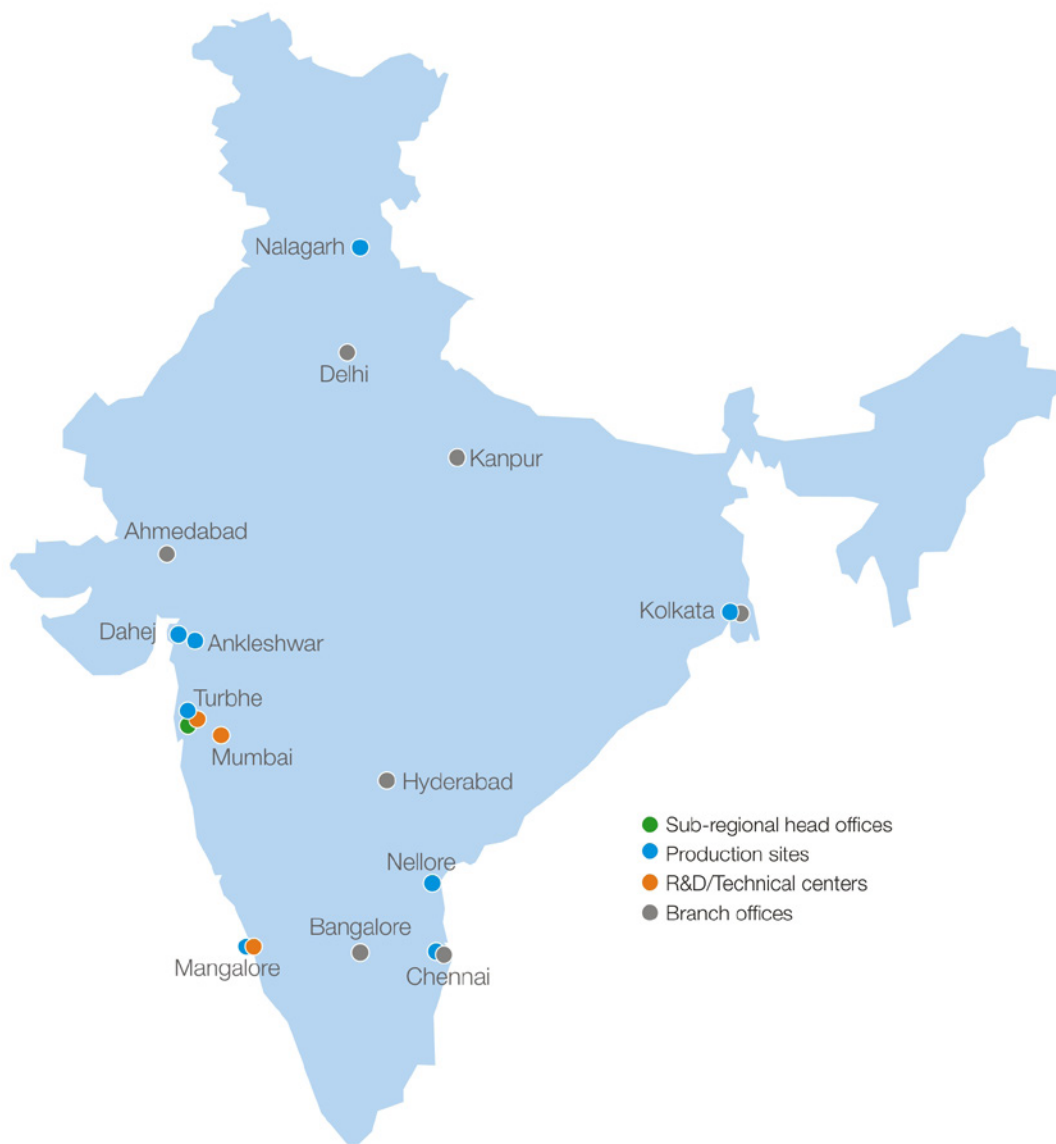 Nalagarh
Delhi
Kanpur
Ahmedabad
Kolkata
Dahej
Ankleshwar
Turbhe
Mumbai
Hyderabad
Sub-regional head offices
Production sites
R&D/Technical centers
Branch offices
Nellore
Bangalore
Mangalore
Chennai